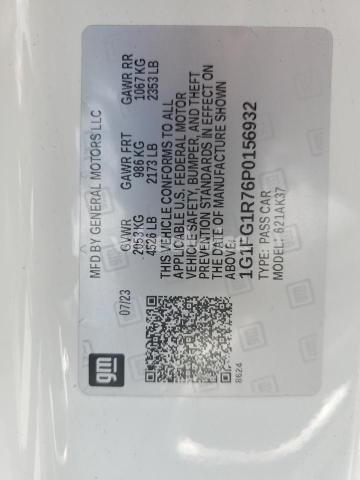 gm
MFD BY GENERAL MOTORS LLC
07/23
GVWR GAWR FRT GAWR RR
2053 KG 986 KG 1067 KG
4526 LB 2173 LB 2353 LB
THIS VEHICLE CONFORMS TO ALL
APPLICABLE U.S. FEDERAL MOTOR
VEHICLE SAFETY, BUMPER, AND THEFT
PREVENTION STANDARDS IN EFFECT ON
THE DATE OF MANUFACTURE SHOWN
ABOVE.
1G1FG1R76P0156932
TYPE: PASS CAR
MODEL: 621AK37
8624